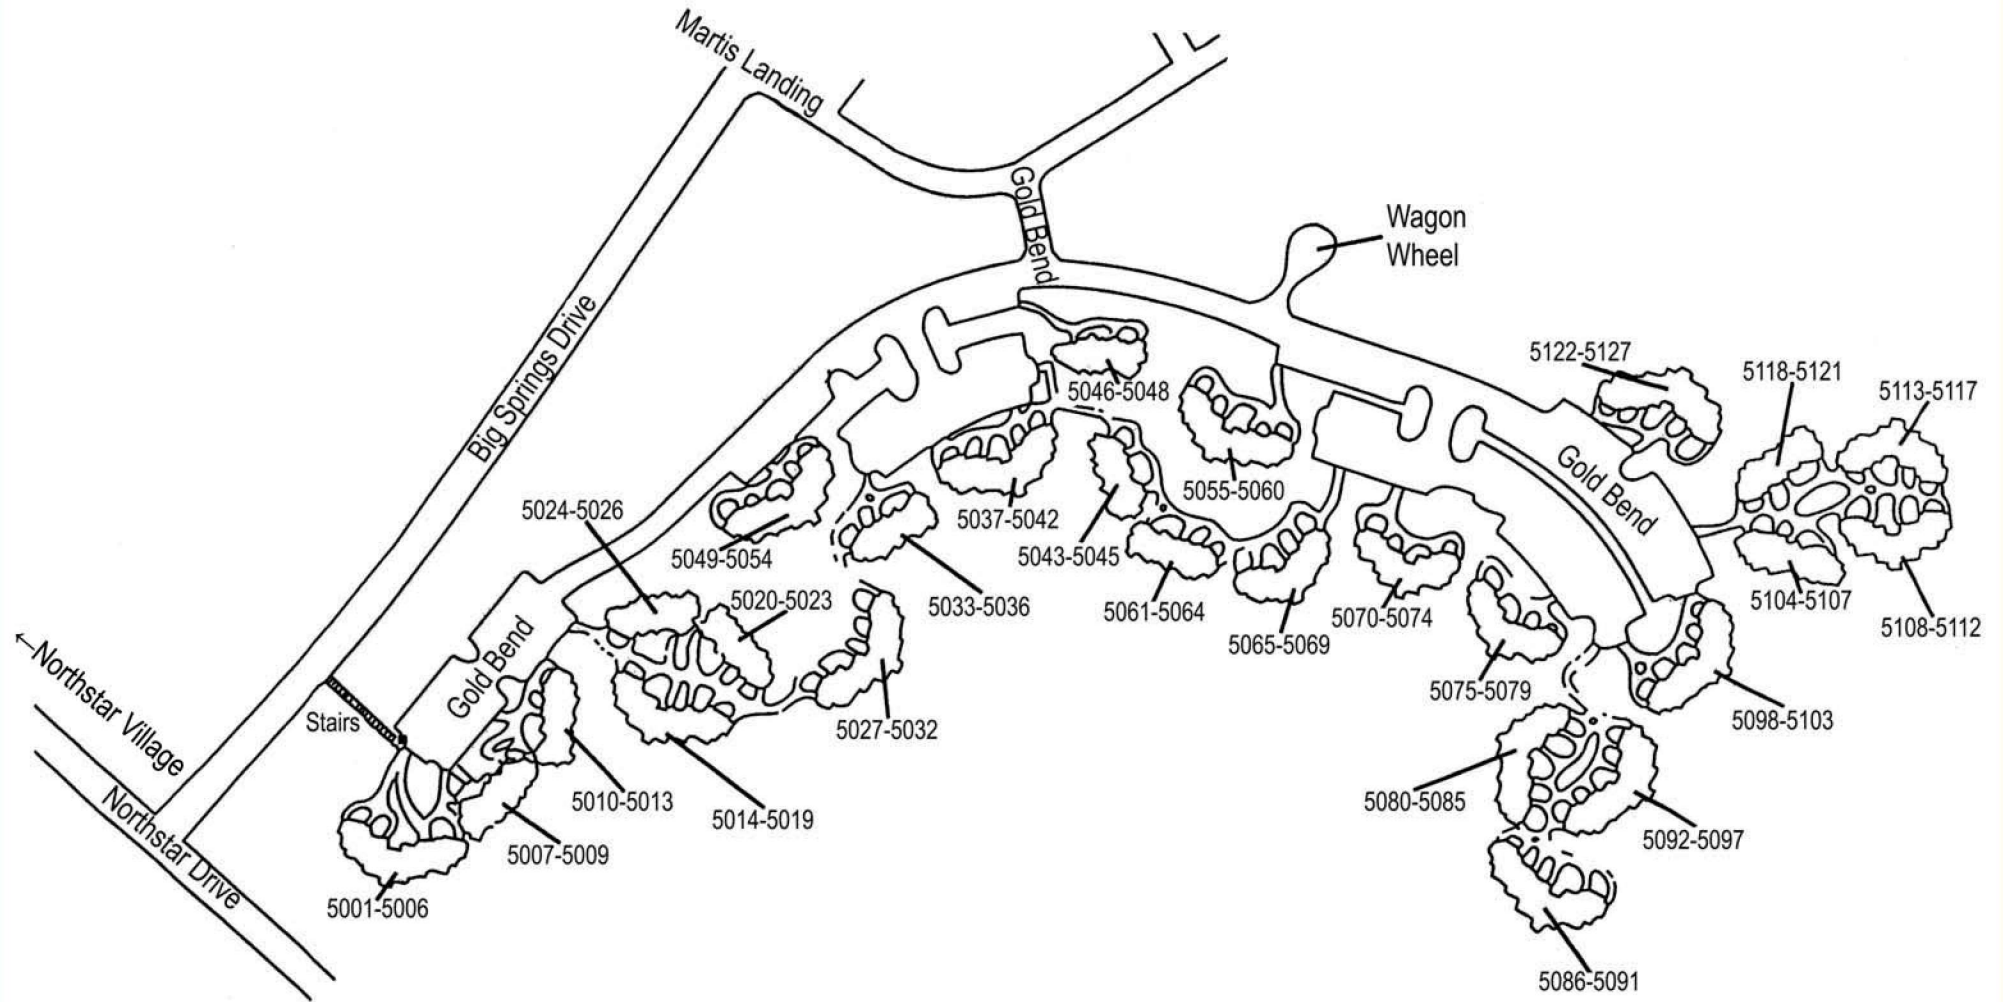 Martis Landing
Gold Bend
Wagon
Wheel
Big Springs Drive
5046-5048
5122-5127
5118-5121
5113-5117
5055-5060
5037-5042
5024-5026
5049-5054
5043-5045
Gold Bend
5020-5023
5033-5036
5061-5064
5065-5069
5070-5074
5104-5107
5108-5112
←Northstar Village
Stairs
Gold Bend
5027-5032
5075-5079
5098-5103
5010-5013
5014-5019
5080-5085
5007-5009
5092-5097
Northstar Drive
5001-5006
5086-5091